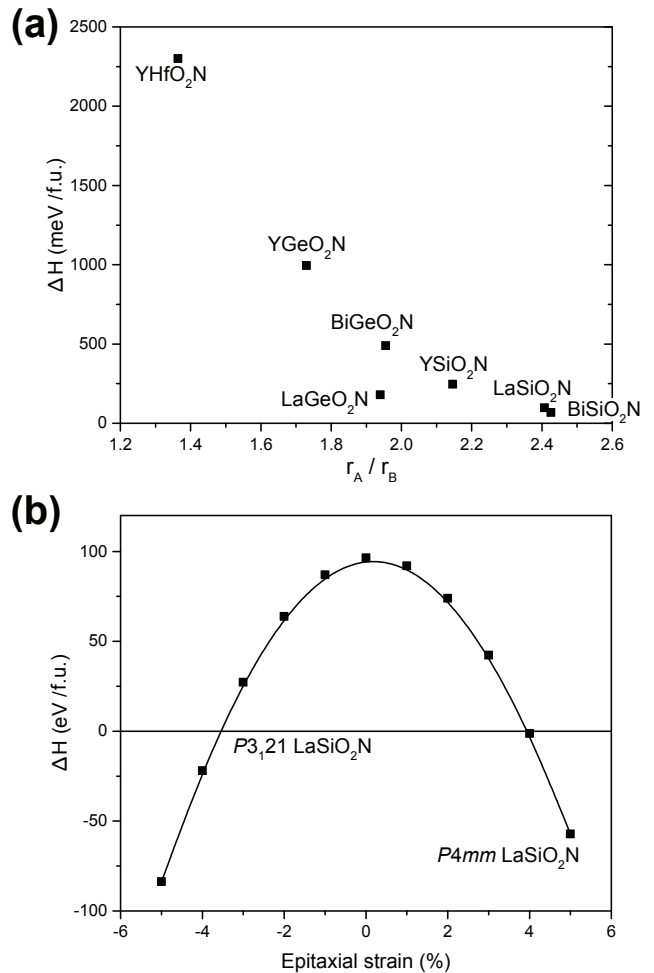 (a)
2500
2000
1500
1000
500
0
ΔH (meV /f.u.)
YHfO₂N
YGeO₂N
BiGeO₂N
LaGeO₂N
YSiO₂N
LaSiO₂N
BiSiO₂N
1.2 1.4 1.6 1.8 2.0 2.2 2.4 2.6
r_A / r_B
(b)
100
50
0
-50
-100
ΔH (eV /f.u.)
P3₁21 LaSiO₂N
P4mm LaSiO₂N
-6 -4 -2 0 2 4 6
Epitaxial strain (%)